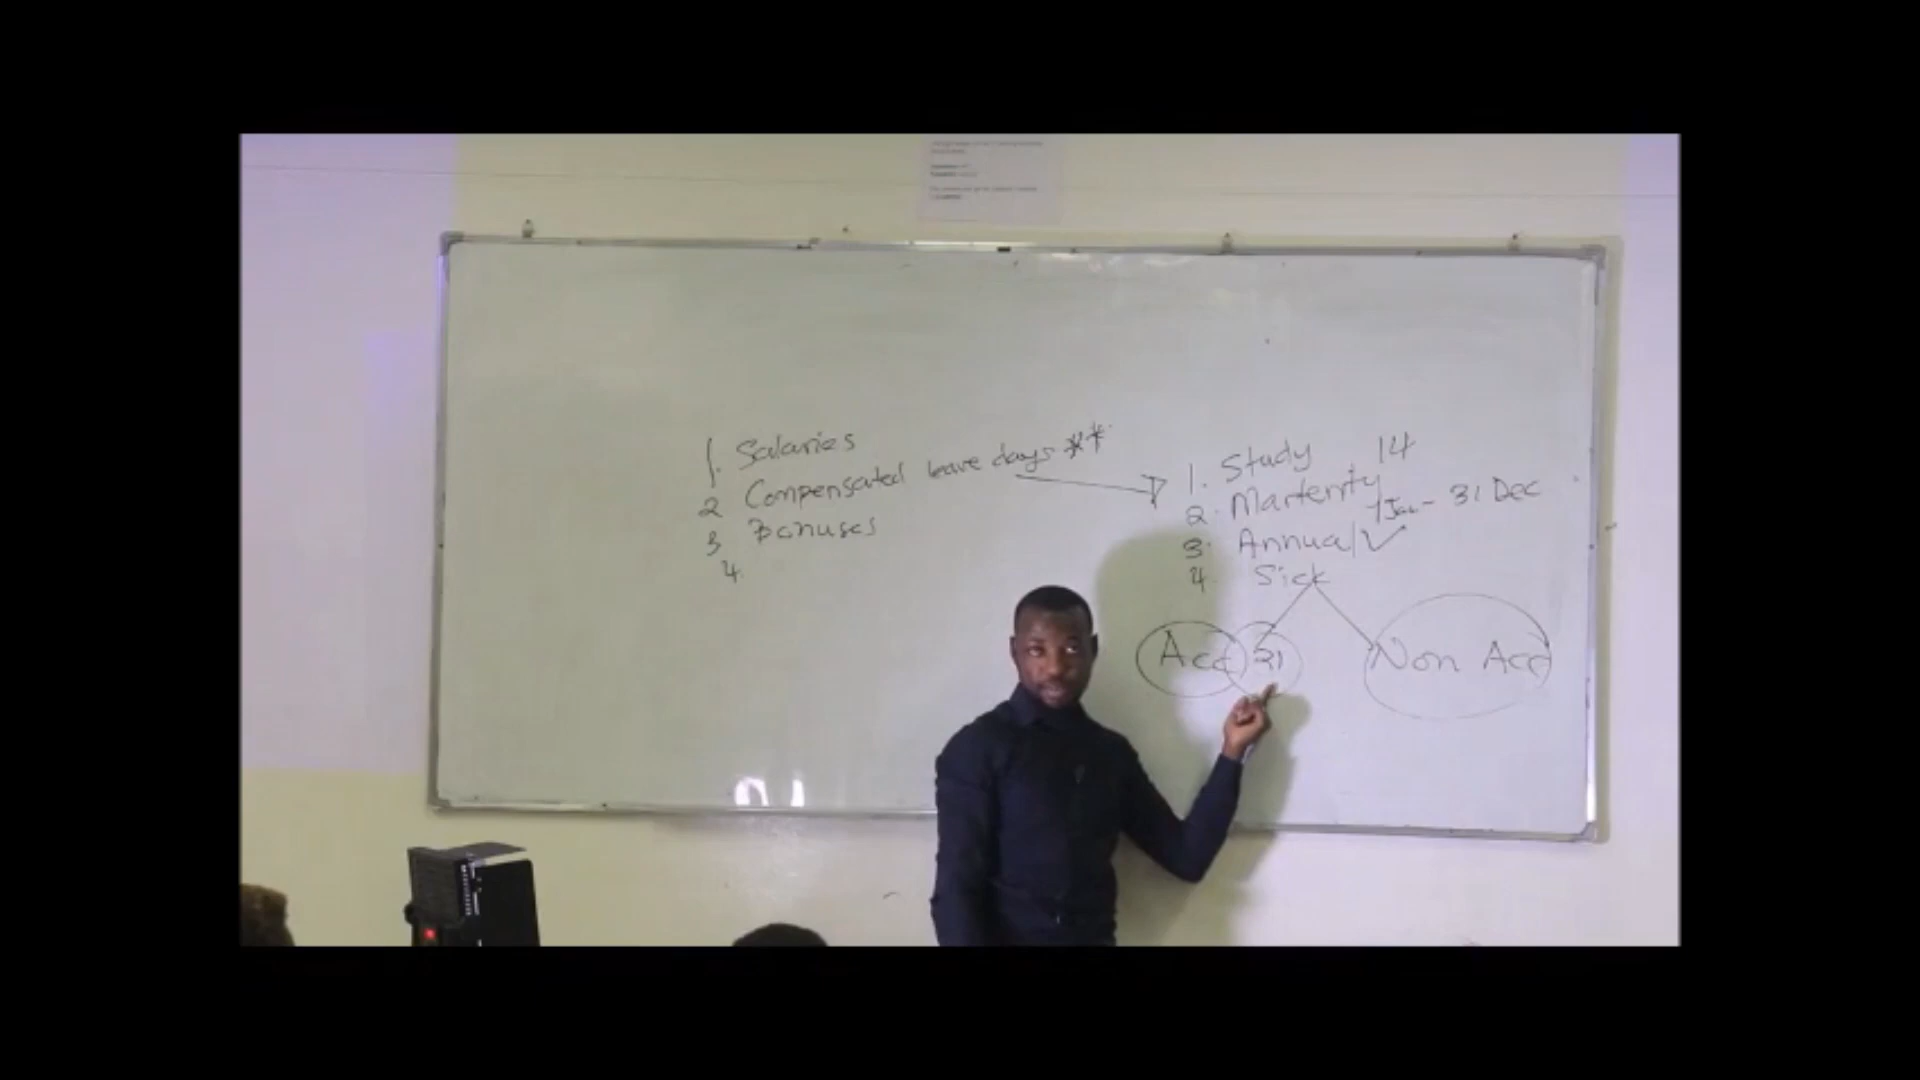 1. Salaries
2 Compensated leave days **
3 Bonuses
4.
1. Study 14
2. Marternity
1 Jan - 31 Dec
3. Annual ✓
4. Sick
Acc 21
Non Acc